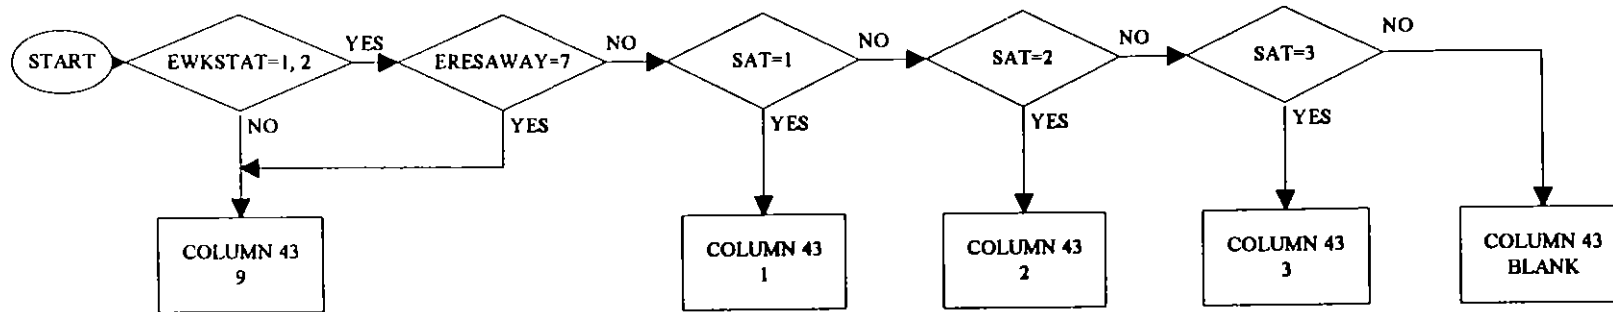 START
EWKSTAT=1, 2
YES
ERESAWAY=7
NO
SAT=1
NO
SAT=2
NO
SAT=3
NO
NO
YES
YES
YES
YES
COLUMN 43
9
COLUMN 43
1
COLUMN 43
2
COLUMN 43
3
COLUMN 43
BLANK